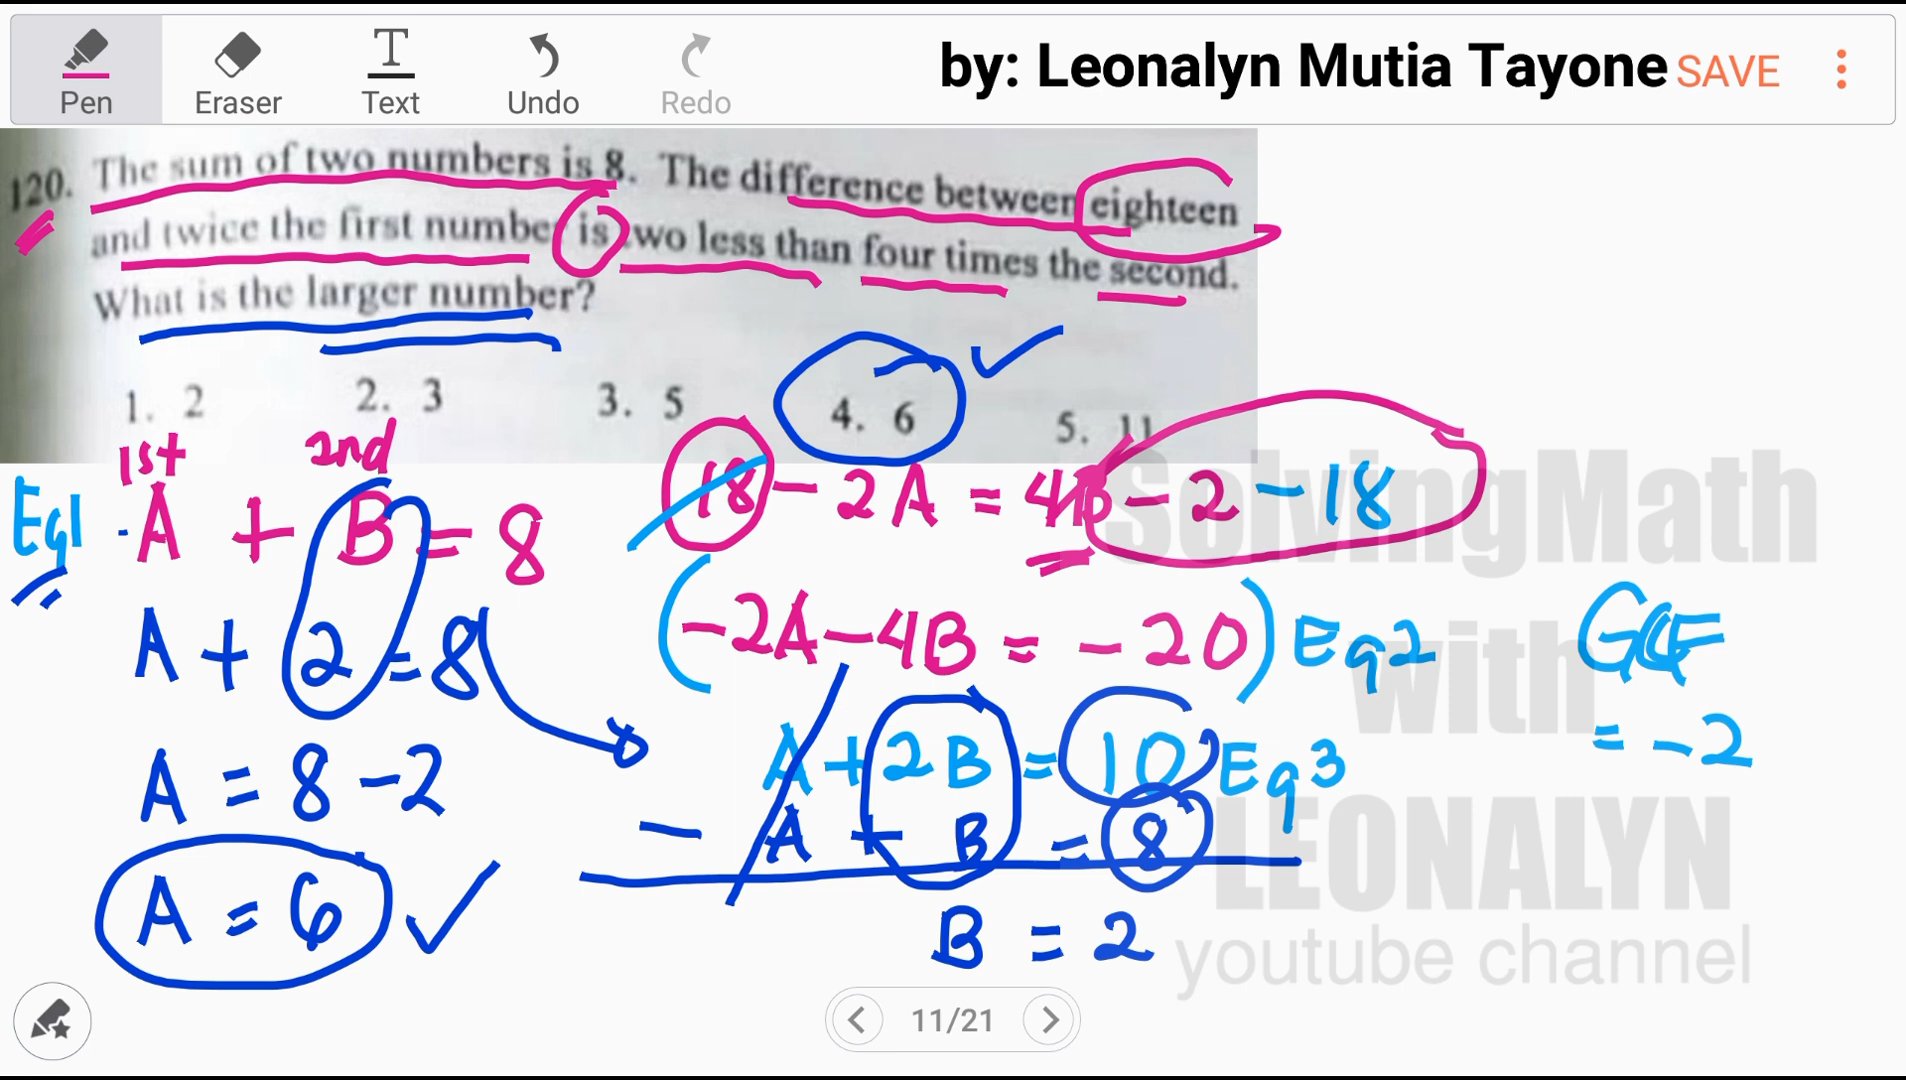 Pen
Eraser
Text
Undo
Redo
by: Leonalyn Mutia Tayone
SAVE
120. The sum of two numbers is 8. The difference between eighteen
and twice the first number is two less than four times the second.
What is the larger number?
1. 2 2. 3 3. 5 4. 6 5. 11
1st 2nd
Eq1 A + B = 8
18 - 2A = 4B - 2 - 18
A + 2 = 8
(-2A - 4B = -20) Eq2
GCF
= -2
A = 8 - 2
A + 2B = 10 Eq3
- A + B = 8
A = 6
B = 2
SolvingMath
with
LEONALYN
youtube channel
11/21